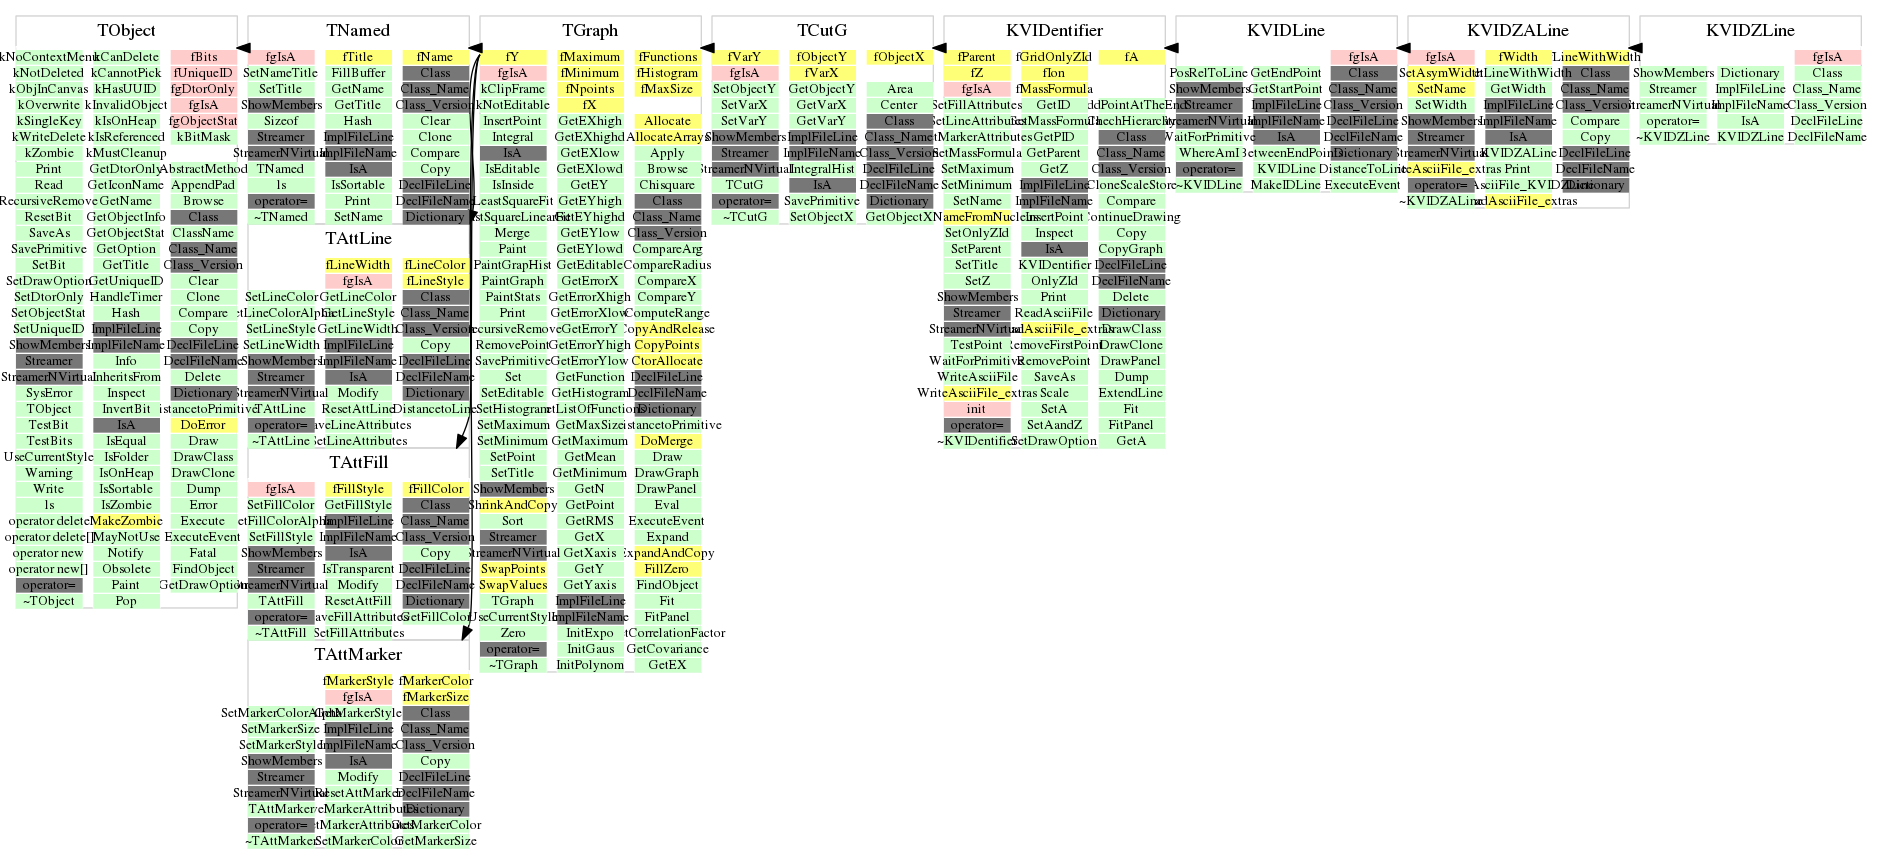 TObject
kNoContextMenu kCanDelete fBits
kNotDeleted kCannotPick fUniqueID
kObjInCanvas kHasUUID fgDtorOnly
kOverwrite kInvalidObject fgIsA
kSingleKey kIsOnHeap fgObjectStat
kWriteDelete kIsReferenced kBitMask
kZombie kMustCleanup
Print GetDtorOnly AbstractMethod
Read GetIconName AppendPad
RecursiveRemove GetName Browse
ResetBit GetObjectInfo Class
SaveAs GetObjectStat ClassName
SavePrimitive GetOption Class_Name
SetBit GetTitle Class_Version
SetDrawOption GetUniqueID Clear
SetDtorOnly HandleTimer Clone
SetObjectStat Hash Compare
SetUniqueID ImplFileLine Copy
ShowMembers ImplFileName DeclFileLine
Streamer Info DeclFileName
StreamerNVirtual InheritsFrom Delete
SysError Inspect Dictionary
TObject InvertBit DistancetoPrimitive
TestBit IsA DoError
TestBits IsEqual Draw
UseCurrentStyle IsFolder DrawClass
Warning IsOnHeap DrawClone
Write IsSortable Dump
ls IsZombie Error
operator delete MakeZombie Execute
operator delete[] MayNotUse ExecuteEvent
operator new Notify Fatal
operator new[] Obsolete FindObject
operator= Paint GetDrawOption
~TObject Pop
TNamed
fgIsA fTitle fName
SetNameTitle FillBuffer Class
SetTitle GetName Class_Name
ShowMembers GetTitle Class_Version
Sizeof Hash Clear
Streamer ImplFileLine Clone
StreamerNVirtual ImplFileName Compare
TNamed IsA Copy
ls IsSortable DeclFileLine
operator= Print DeclFileName
~TNamed SetName Dictionary
TAttLine
fLineWidth fLineColor
fgIsA fLineStyle
SetLineColor GetLineColor Class
SetLineColorAlpha GetLineStyle Class_Name
SetLineStyle GetLineWidth Class_Version
SetLineWidth ImplFileLine Copy
ShowMembers ImplFileName DeclFileLine
Streamer IsA DeclFileName
StreamerNVirtual Modify Dictionary
TAttLine ResetAttLine DistancetoLine
operator= SaveLineAttributes
~TAttLine SetLineAttributes
TAttFill
fgIsA fFillStyle fFillColor
SetFillColor GetFillStyle Class
SetFillColorAlpha ImplFileLine Class_Name
SetFillStyle ImplFileName Class_Version
ShowMembers IsA Copy
Streamer IsTransparent DeclFileLine
StreamerNVirtual Modify DeclFileName
TAttFill ResetAttFill Dictionary
operator= SaveFillAttributes GetFillColor
~TAttFill SetFillAttributes
TAttMarker
fMarkerStyle fMarkerColor
fgIsA fMarkerSize
SetMarkerColorAlpha GetMarkerStyle Class
SetMarkerSize ImplFileLine Class_Name
SetMarkerStyle ImplFileName Class_Version
ShowMembers IsA Copy
Streamer Modify DeclFileLine
StreamerNVirtual ResetAttMarker DeclFileName
TAttMarker SaveMarkerAttributes Dictionary
operator= SetMarkerAttributes GetMarkerColor
~TAttMarker SetMarkerColor GetMarkerSize
TGraph
fY fMaximum fFunctions
fgIsA fMinimum fHistogram
kClipFrame fNpoints fMaxSize
kNotEditable fX
InsertPoint GetEXhigh Allocate
Integral GetEXhighd AllocateArrays
IsA GetEXlow Apply
IsEditable GetEXlowd Browse
IsInside GetEY Chisquare
LeastSquareFit GetEYhigh Class
LeastSquareLinearFit GetEYhighd Class_Name
Merge GetEYlow Class_Version
Paint GetEYlowd CompareArg
PaintGrapHist GetEditable CompareRadius
PaintGraph GetErrorX CompareX
PaintStats GetErrorXhigh CompareY
Print GetErrorXlow ComputeRange
RecursiveRemove GetErrorY CopyAndRelease
RemovePoint GetErrorYhigh CopyPoints
SavePrimitive GetErrorYlow CtorAllocate
Set GetFunction DeclFileLine
SetEditable GetHistogram DeclFileName
SetHistogram GetListOfFunctions Dictionary
SetMaximum GetMaxSize DistancetoPrimitive
SetMinimum GetMaximum DoMerge
SetPoint GetMean Draw
SetTitle GetMinimum DrawGraph
ShowMembers GetN DrawPanel
ShrinkAndCopy GetPoint Eval
Sort GetRMS ExecuteEvent
Streamer GetX Expand
StreamerNVirtual GetXaxis ExpandAndCopy
SwapPoints GetY FillZero
SwapValues GetYaxis FindObject
TGraph ImplFileLine Fit
UseCurrentStyle ImplFileName FitPanel
Zero InitExpo GetCorrelationFactor
operator= InitGaus GetCovariance
~TGraph InitPolynom GetEX
TCutG
fVarY fObjectY fObjectX
fgIsA fVarX
SetObjectY GetObjectY Area
SetVarX GetVarX Center
SetVarY GetVarY Class
ShowMembers ImplFileLine Class_Name
Streamer ImplFileName Class_Version
StreamerNVirtual IntegralHist DeclFileLine
TCutG IsA DeclFileName
operator= SavePrimitive Dictionary
~TCutG SetObjectX GetObjectX
KVIDentifier
fParent fGridOnlyZId fA
fZ fIon
fgIsA fMassFormula
SetFillAttributes GetID AddPointAtTheEnd
SetLineAttributes GetMassFormula CheechHierarchy
SetMarkerAttributes GetPID Class
SetMassFormula GetParent Class_Name
SetMaximum GetZ Class_Version
SetMinimum ImplFileLine CloneScaleStore
SetName ImplFileName Compare
SetNameFromNucleus InsertPoint ContinueDrawing
SetOnlyZId Inspect Copy
SetParent IsA CopyGraph
SetTitle KVIDentifier DeclFileLine
SetZ OnlyZId DeclFileName
ShowMembers Print Delete
Streamer ReadAsciiFile Dictionary
StreamerNVirtual ReadAsciiFile_extras DrawClass
TestPoint RemoveFirstPoint DrawClone
WaitForPrimitive RemovePoint DrawPanel
WriteAsciiFile SaveAs Dump
WriteAsciiFile_extras Scale ExtendLine
init SetA Fit
operator= SetAandZ FitPanel
~KVIDentifier SetDrawOption GetA
KVIDLine
fgIsA
PosRelToLine GetEndPoint Class
ShowMembers GetStartPoint Class_Name
Streamer ImplFileLine Class_Version
StreamerNVirtual ImplFileName DeclFileLine
WaitForPrimitive IsA DeclFileName
WhereAmI BetweenEndPoints Dictionary
operator= KVIDLine DistanceToLine
~KVIDLine MakeIDLine ExecuteEvent
KVIDZALine
fgIsA fWidth fLineWithWidth
SetAsymWidth GetLineWithWidth Class
SetName GetWidth Class_Name
SetWidth ImplFileLine Class_Version
ShowMembers ImplFileName Compare
Streamer IsA Copy
StreamerNVirtual KVIDZALine DeclFileLine
WriteAsciiFile_extras Print DeclFileName
operator= ReadAsciiFile_KVIDZLine Dictionary
~KVIDZALine ReadAsciiFile_extras
KVIDZLine
fgIsA
ShowMembers Dictionary Class
Streamer ImplFileLine Class_Name
StreamerNVirtual ImplFileName Class_Version
operator= IsA DeclFileLine
~KVIDZLine KVIDZLine DeclFileName